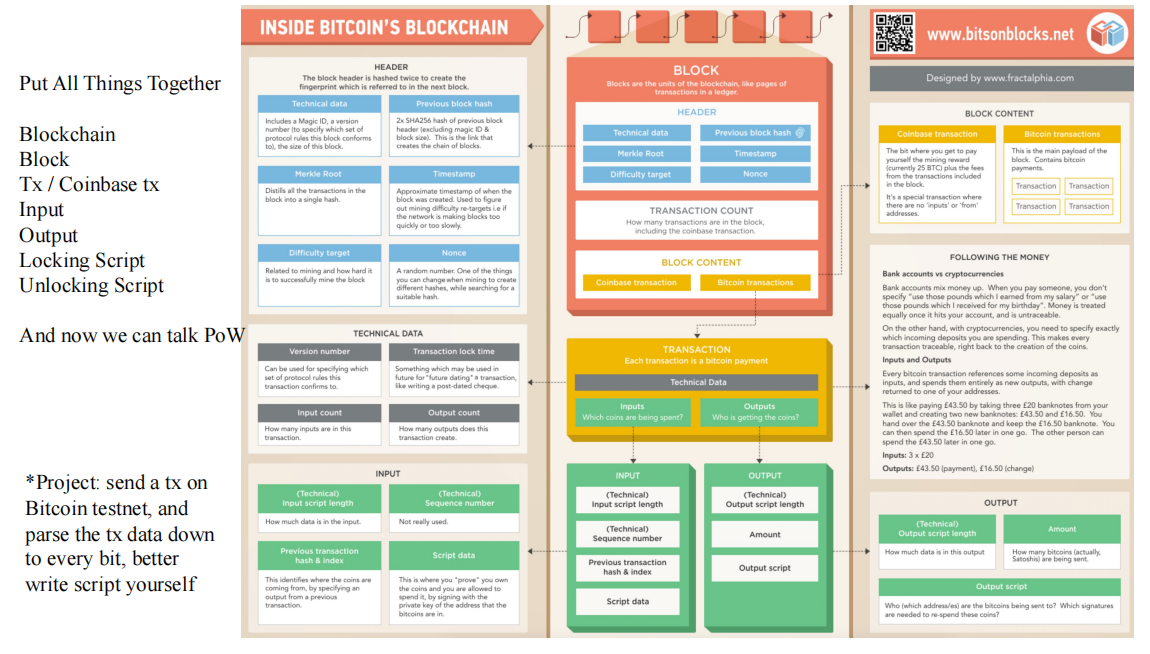 Put All Things Together
Blockchain
Block
Tx / Coinbase tx
Input
Output
Locking Script
Unlocking Script
And now we can talk PoW
*Project: send a tx on
Bitcoin testnet, and
parse the tx data down
to every bit, better
write script yourself
INSIDE BITCOIN'S BLOCKCHAIN
HEADER
The block header is hashed twice to create the
fingerprint which is referred to in the next block.
Technical data
Includes a Magic ID, a version
number (to specify which set of
protocol rules this block conforms
to), the size of this block.
Previous block hash
2x SHA256 hash of previous block
header (excluding magic ID &
block size). This is the link that
creates the chain of blocks.
Merkle Root
Distills all the transactions in the
block into a single hash.
Timestamp
Approximate timestamp of when the
block was created. Used to figure
out mining difficulty re-targets i.e if
the network is making blocks too
quickly or too slowly.
Difficulty target
Related to mining and how hard it
is to successfully mine the block
Nonce
A random number. One of the things
you can change when mining to create
different hashes, while searching for a
suitable hash.
TECHNICAL DATA
Version number
Can be used for specifying which
set of protocol rules this
transaction confirms to.
Transaction lock time
Something which may be used in
future for "future dating" a transaction,
like writing a post-dated cheque.
Input count
How many inputs are in this
transaction.
Output count
How many outputs does this
transaction create.
INPUT
(Technical)
Input script length
How much data is in the input.
(Technical)
Sequence number
Not really used.
Previous transaction
hash & index
This identifies where the coins are
coming from, by specifying an
output from a previous
transaction.
Script data
This is where you "prove" you own
the coins and you are allowed to
spend it, by signing with the
private key of the address that the
bitcoins are in.
BLOCK
Blocks are the units of the blockchain, like pages of
transactions in a ledger.
HEADER
Technical data
Previous block hash
Merkle Root
Timestamp
Difficulty target
Nonce
TRANSACTION COUNT
How many transactions are in the block,
including the coinbase transaction.
BLOCK CONTENT
Coinbase transaction
Bitcoin transactions
TRANSACTION
Each transaction is a bitcoin payment
Technical Data
Inputs
Which coins are being spent?
Outputs
Who is getting the coins?
INPUT
(Technical)
Input script length
(Technical)
Sequence number
Previous transaction
hash & index
Script data
OUTPUT
(Technical)
Output script length
Amount
Output script
www.bitsonblocks.net
Designed by www.fractalphia.com
BLOCK CONTENT
Coinbase transaction
The bit where you get to pay
yourself the mining reward
(currently 25 BTC) plus the fees
from the transactions included
in the block.
It's a special transaction where
there are no 'inputs' or 'from'
addresses.
Bitcoin transactions
This is the main payload of the
block. Contains bitcoin
payments.
Transaction
Transaction
Transaction
Transaction
FOLLOWING THE MONEY
Bank accounts vs cryptocurrencies
Bank accounts mix money up. When you pay someone, you don't
specify "use those pounds which I earned from my salary" or "use
those pounds which I received for my birthday". Money is treated
equally once it hits your account, and is untraceable.
On the other hand, with cryptocurrencies, you need to specify exactly
which incoming deposits you are spending. This makes every
transaction traceable, right back to the creation of the coins.
Inputs and Outputs
Every bitcoin transaction references some incoming deposits as
inputs, and spends them entirely as new outputs, with change
returned to one of your addresses.
This is like paying £43.50 by taking three £20 banknotes from your
wallet and creating two new banknotes: £43.50 and £16.50. You
hand over the £43.50 banknote and keep the £16.50 banknote. You
can then spend the £16.50 later in one go. The other person can
spend the £43.50 later in one go.
Inputs: 3 x £20
Outputs: £43.50 (payment), £16.50 (change)
OUTPUT
(Technical)
Output script length
How much data is in this output
Amount
How many bitcoins (actually,
Satoshis) are being sent.
Output script
Who (which address/es) are the bitcoins being sent to? Which signatures
are needed to re-spend these coins?